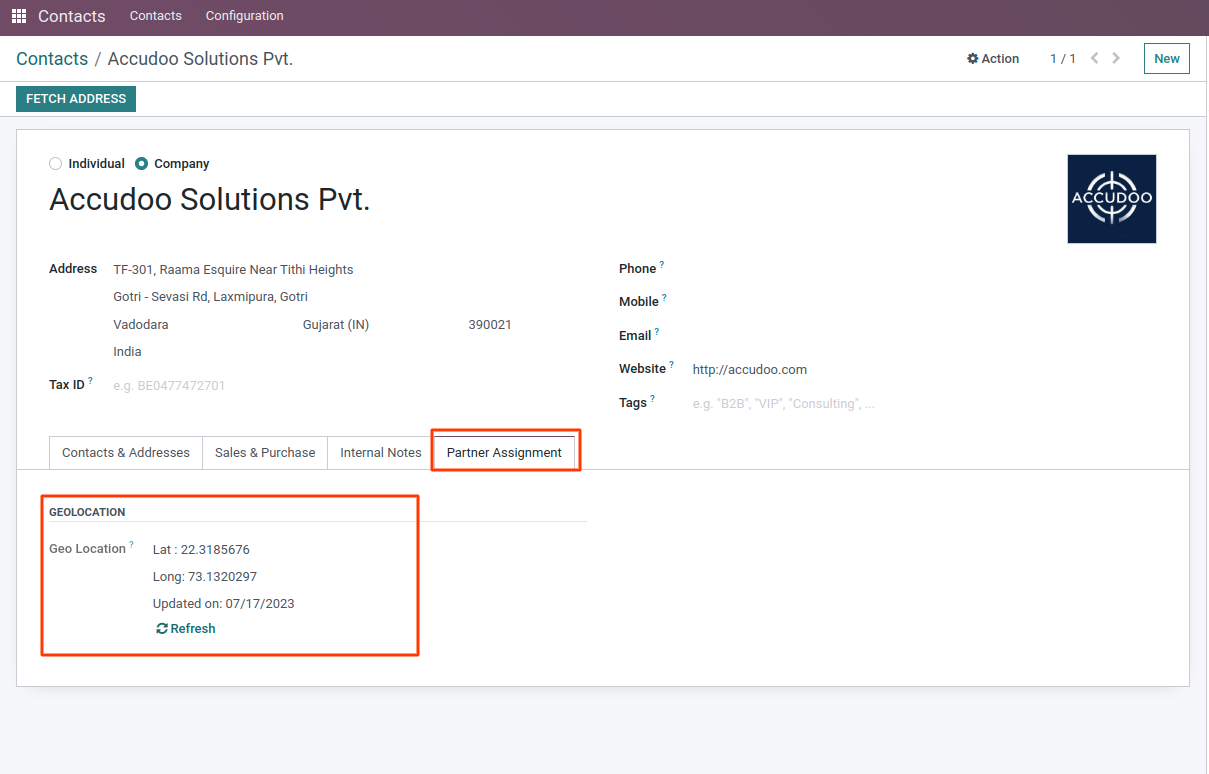 Contacts Contacts Configuration
Contacts / Accudoo Solutions Pvt. Action 1 / 1 New
FETCH ADDRESS
Individual Company
Accudoo Solutions Pvt.
ACCUDOO
Address TF-301, Raama Esquire Near Tithi Heights
Gotri - Sevasi Rd, Laxmipura, Gotri
Vadodara Gujarat (IN) 390021
India
Tax ID ? e.g. BE0477472701
Phone ?
Mobile ?
Email ?
Website ? http://accudoo.com
Tags ? e.g. "B2B", "VIP", "Consulting", ...
Contacts & Addresses Sales & Purchase Internal Notes Partner Assignment
GEOLOCATION
Geo Location ? Lat : 22.3185676
Long: 73.1320297
Updated on: 07/17/2023
Refresh